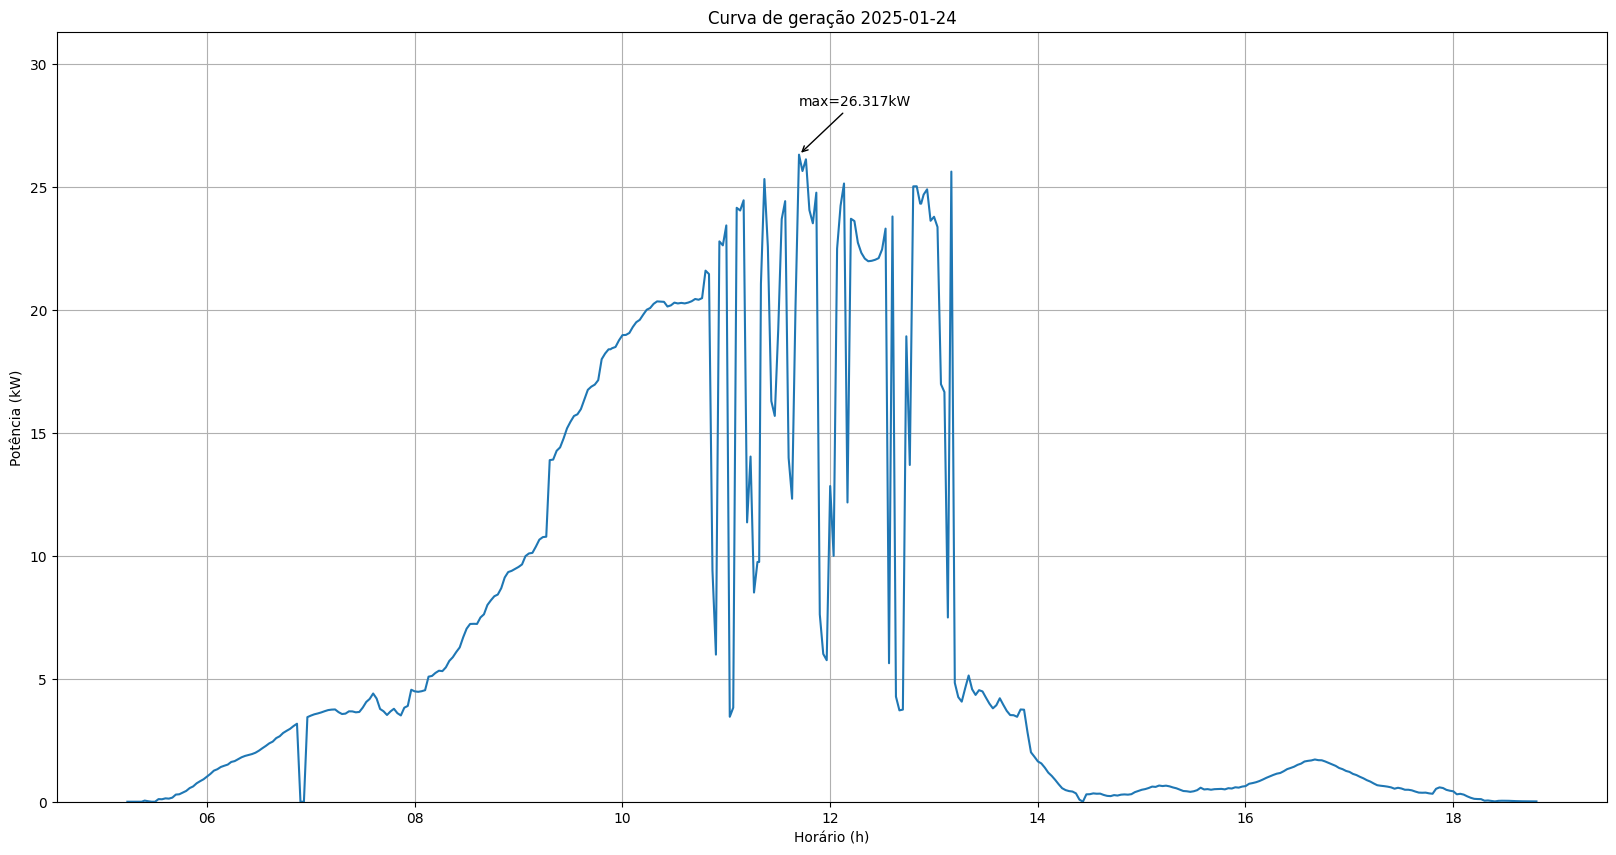 Curva de geração 2025-01-24
max=26.317kW
Potência (kW)
30
25
20
15
10
5
0
06 08 10 12 14 16 18
Horário (h)